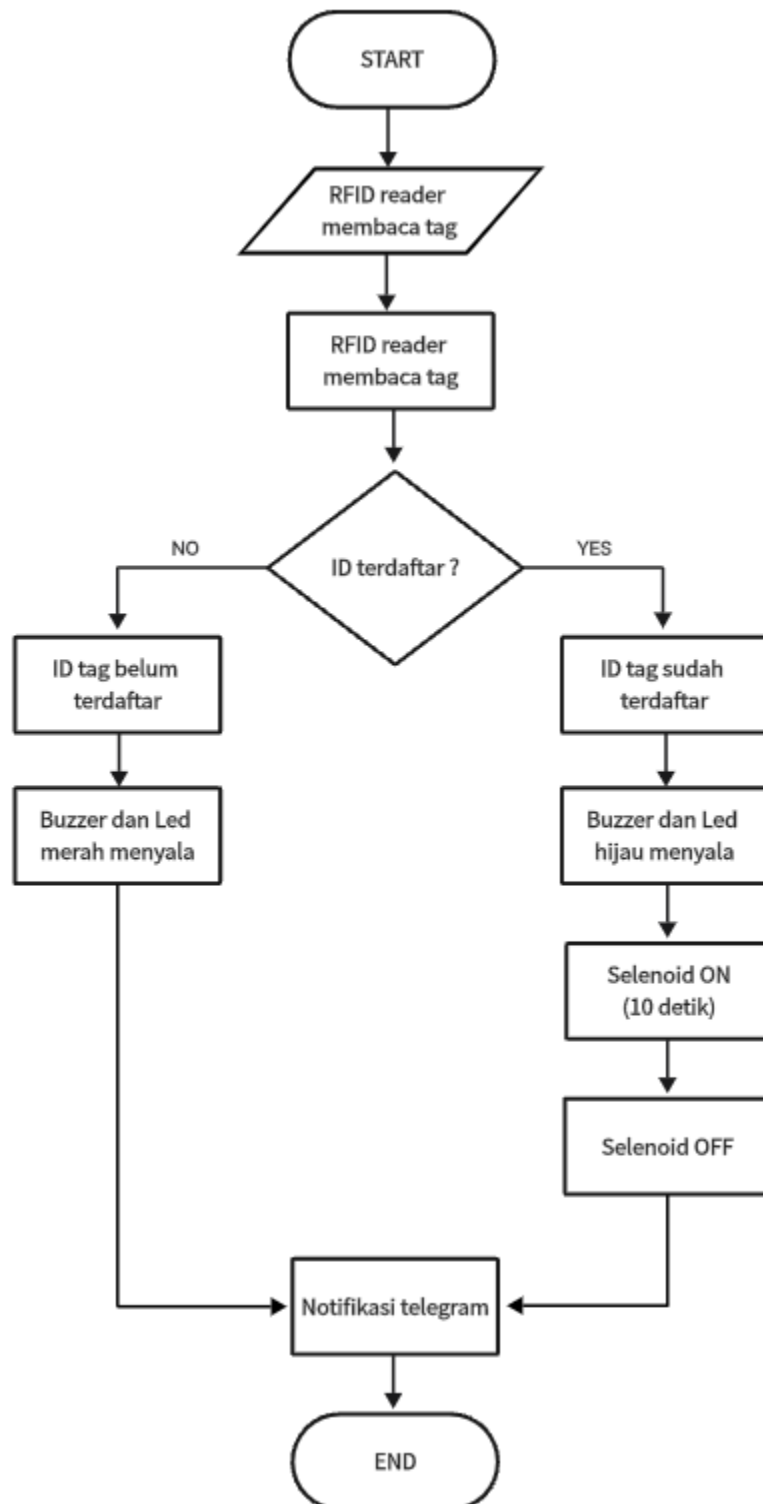 START
RFID reader
membaca tag
RFID reader
membaca tag
NO
ID terdaftar ?
YES
ID tag belum
terdaftar
ID tag sudah
terdaftar
Buzzer dan Led
merah menyala
Buzzer dan Led
hijau menyala
Selenoid ON
(10 detik)
Selenoid OFF
Notifikasi telegram
END